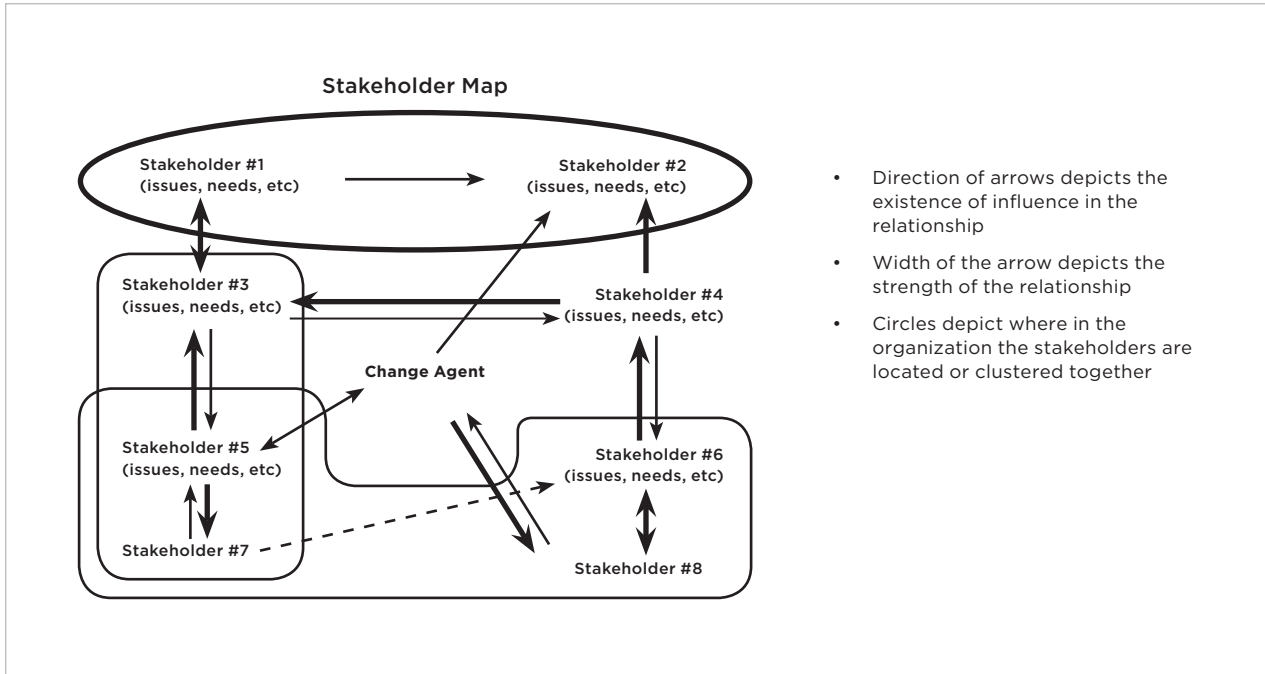 Stakeholder Map
Stakeholder #1
(issues, needs, etc)
Stakeholder #2
(issues, needs, etc)
Stakeholder #3
(issues, needs, etc)
Stakeholder #4
(issues, needs, etc)
Change Agent
Stakeholder #5
(issues, needs, etc)
Stakeholder #6
(issues, needs, etc)
Stakeholder #7
Stakeholder #8
• Direction of arrows depicts the
existence of influence in the
relationship
• Width of the arrow depicts the
strength of the relationship
• Circles depict where in the
organization the stakeholders are
located or clustered together